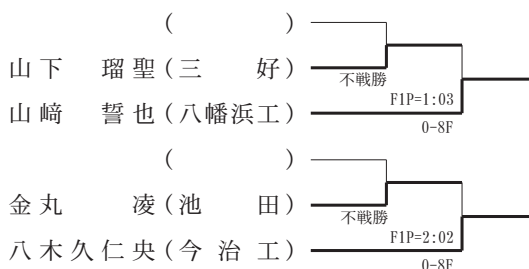 (　　　)
山下　瑠聖(三　好)
不戦勝
山﨑　誓也(八幡浜工)
F1P=1:03
0-8F
(　　　)
金丸　凌(池　田)
不戦勝
八木久仁央(今治工)
F1P=2:02
0-8F